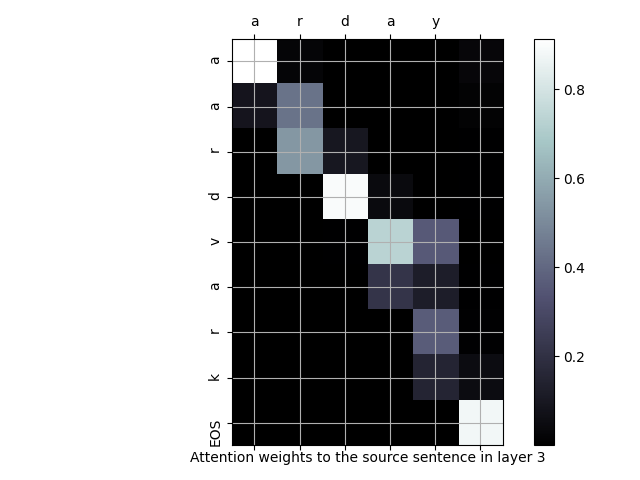 a r d a y
a
a
r
d
v
a
r
k
EOS
0.8
0.6
0.4
0.2
Attention weights to the source sentence in layer 3